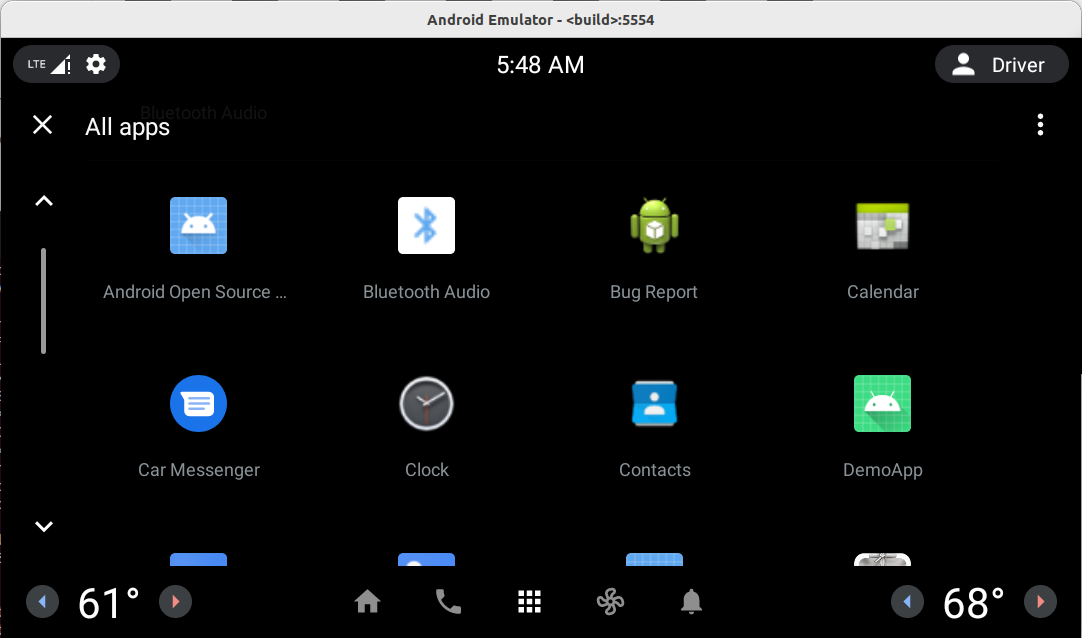 Android Emulator - <build>:5554
LTE
5:48 AM
Driver
Bluetooth Audio
All apps
Android Open Source ...
Bluetooth Audio
Bug Report
Calendar
Car Messenger
Clock
Contacts
DemoApp
61°
68°